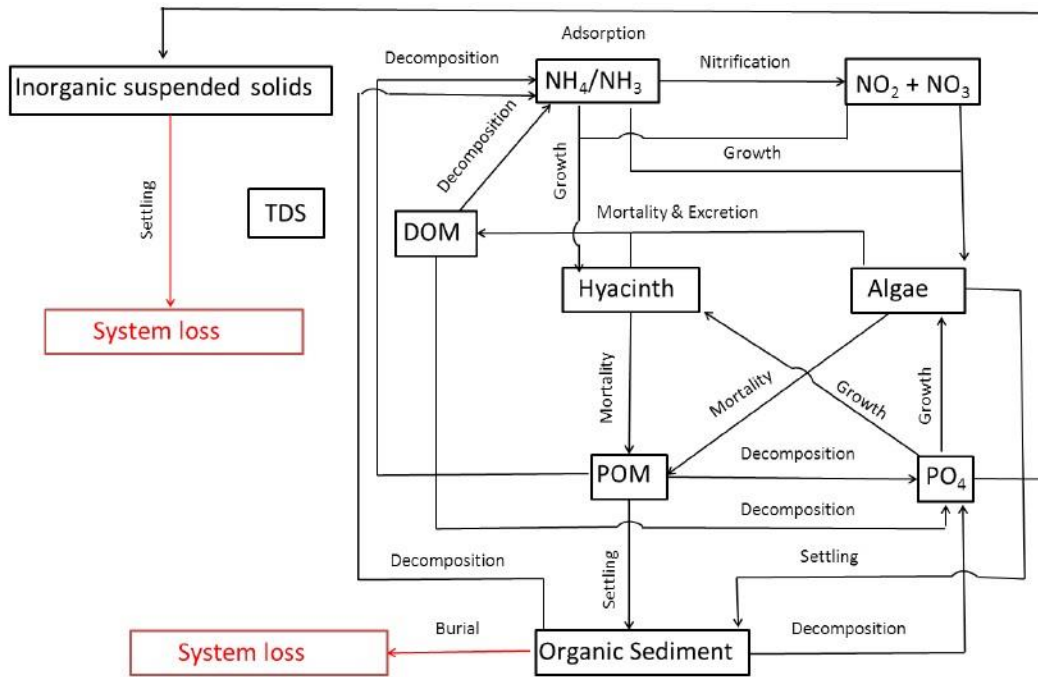 Adsorption
Decomposition
NH₄/NH₃
Nitrification
NO₂ + NO₃
Inorganic suspended solids
Decomposition
Growth
Growth
Settling
TDS
DOM
Mortality & Excretion
Hyacinth
Algae
System loss
Mortality
Mortality
Growth
Growth
POM
Decomposition
PO₄
Decomposition
Decomposition
Settling
Settling
System loss
Burial
Organic Sediment
Decomposition